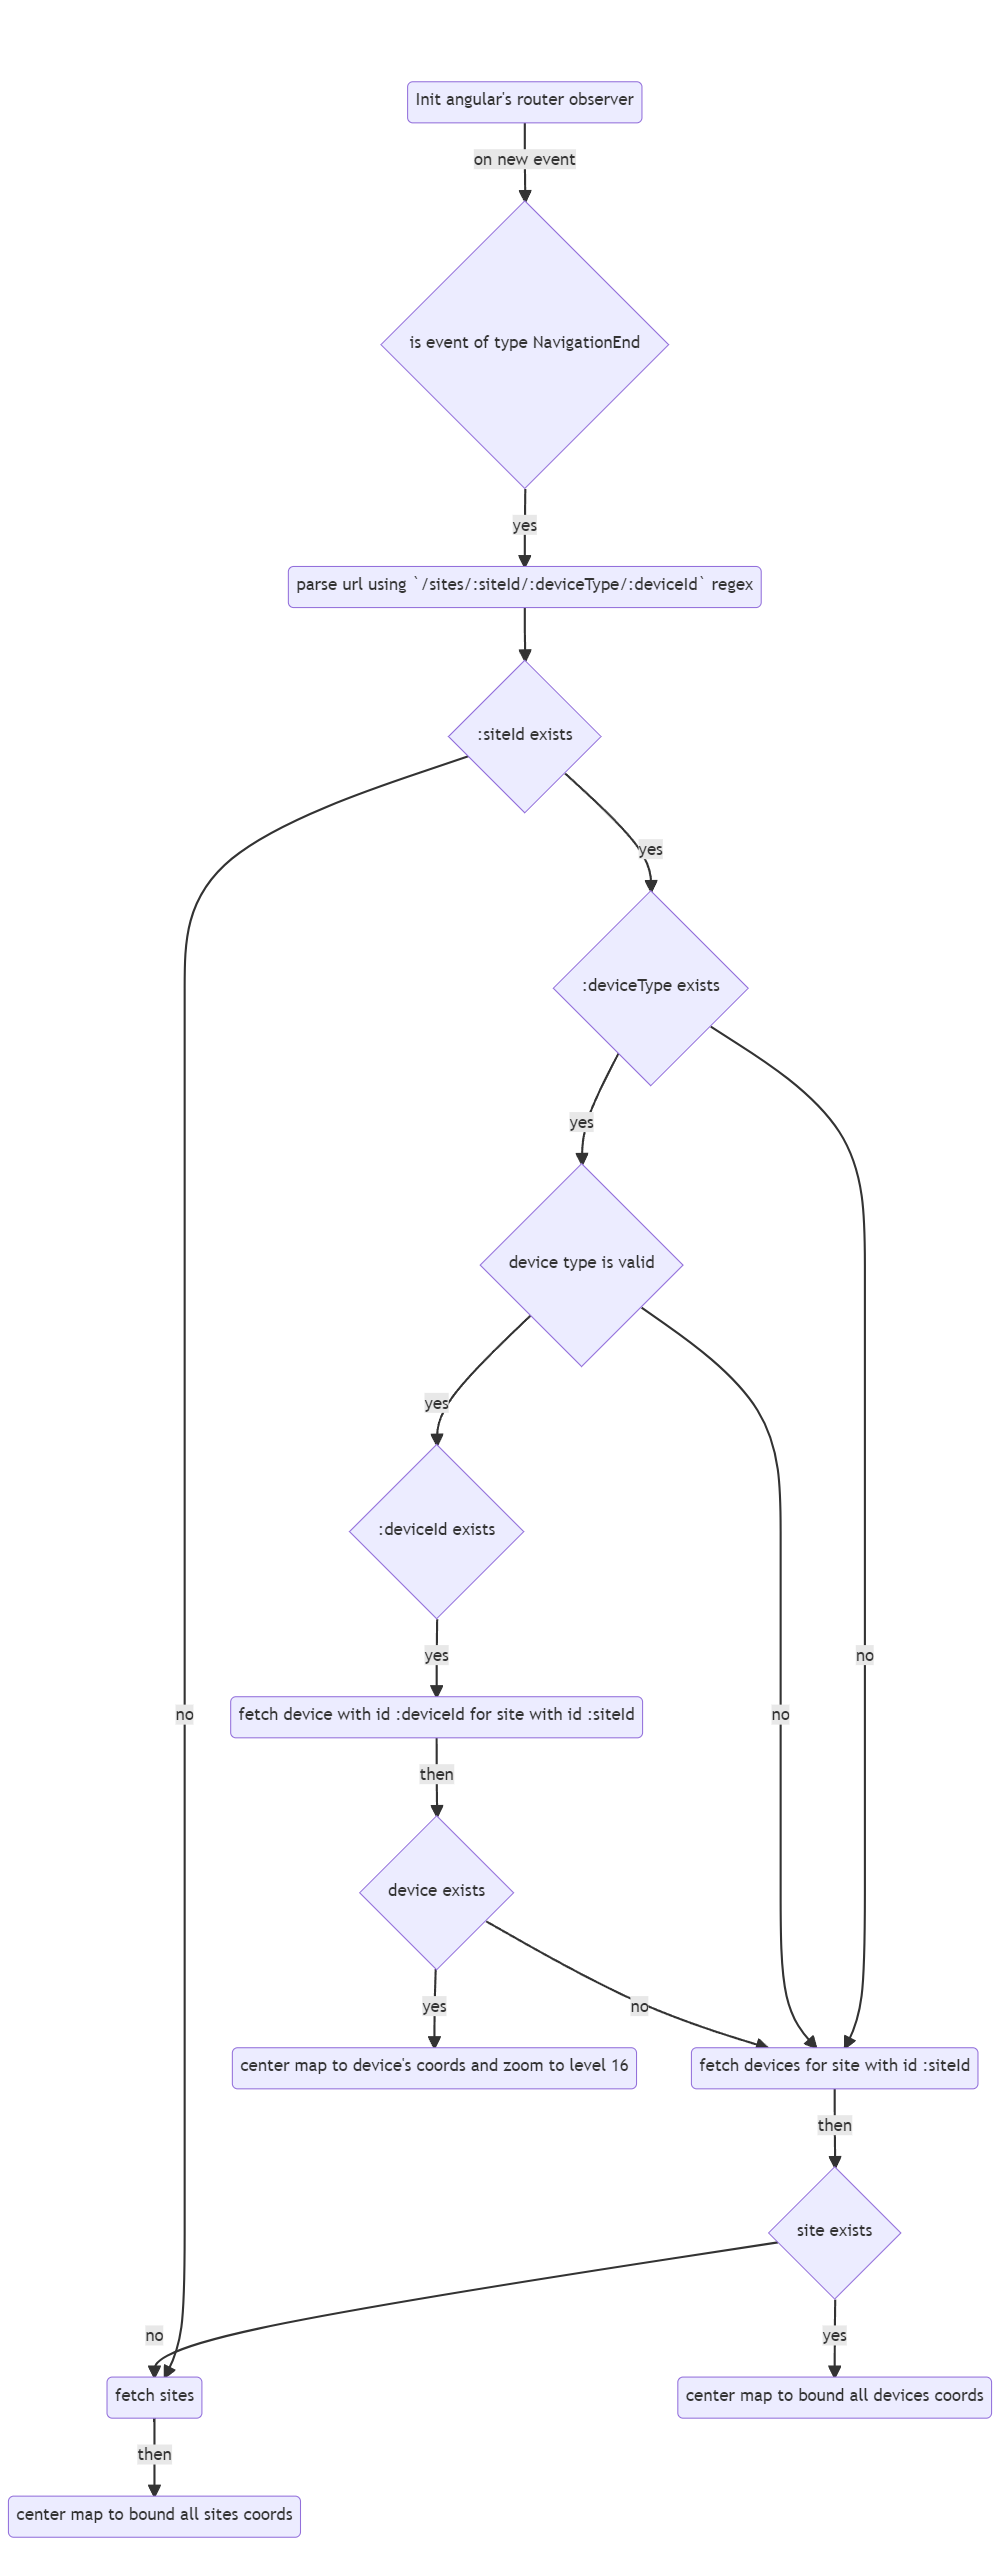 Init angular's router observer
on new event
is event of type NavigationEnd
yes
parse url using `/sites/:siteId/:deviceType/:deviceId` regex
:siteId exists
yes
:deviceType exists
yes
device type is valid
yes
:deviceId exists
yes
no
fetch device with id :deviceId for site with id :siteId
no
no
then
device exists
yes
no
center map to device's coords and zoom to level 16
fetch devices for site with id :siteId
then
site exists
no
yes
fetch sites
center map to bound all devices coords
then
center map to bound all sites coords